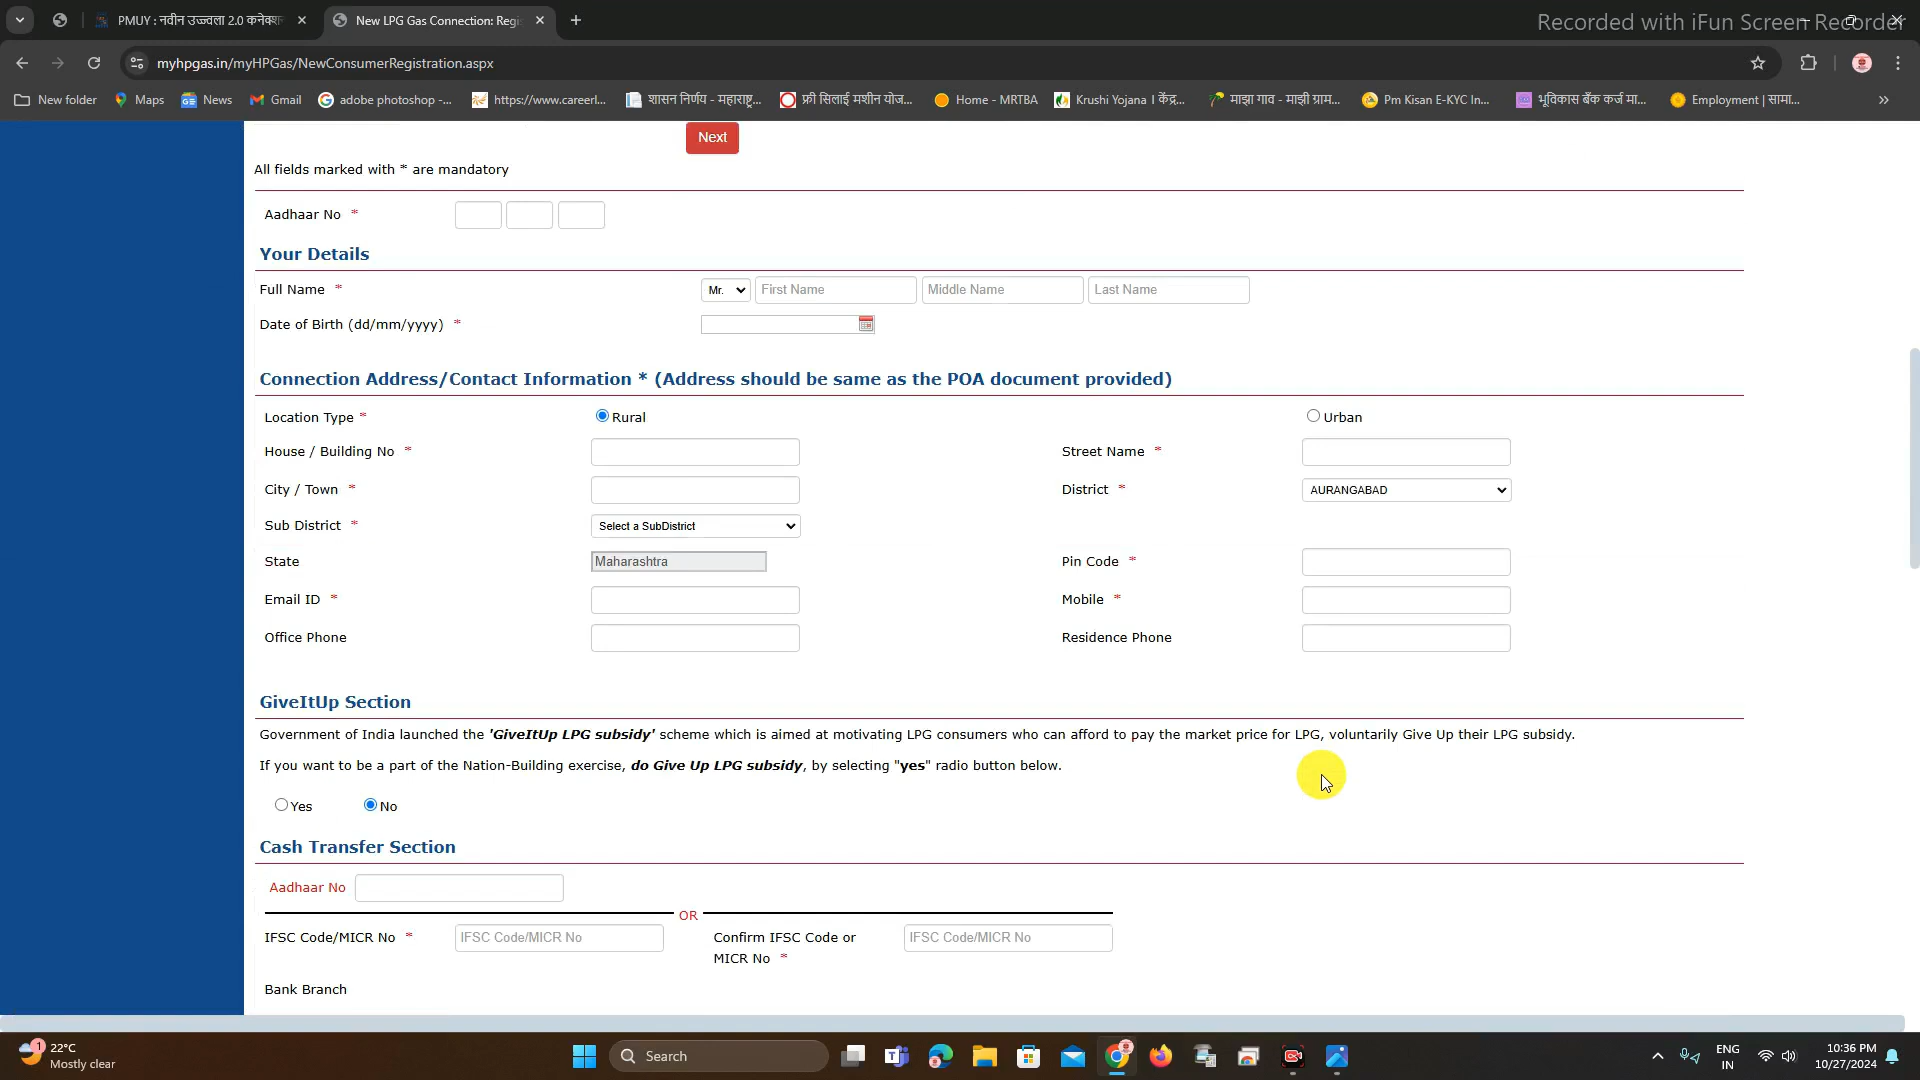 PMUY : नवीन उज्ज्वला 2.0 कनेक्शन
New LPG Gas Connection: Regi
Recorded with iFun Screen Recorder
myhpgas.in/myHPGas/NewConsumerRegistration.aspx
New folder Maps News Gmail adobe photoshop -... https://www.careerl... शासन निर्णय - महाराष्ट्र... फ्री सिलाई मशीन योज... Home - MRTBA Krushi Yojana । केंद्र... माझा गाव - माझी ग्राम... Pm Kisan E-KYC In... भूविकास बँक कर्ज मा... Employment | सामा...
Next
All fields marked with * are mandatory
Aadhaar No *
Your Details
Full Name * Mr. First Name Middle Name Last Name
Date of Birth (dd/mm/yyyy) *
Connection Address/Contact Information * (Address should be same as the POA document provided)
Location Type * Rural Urban
House / Building No * Street Name *
City / Town * District * AURANGABAD
Sub District * Select a SubDistrict
State Maharashtra Pin Code *
Email ID * Mobile *
Office Phone Residence Phone
GiveItUp Section
Government of India launched the 'GiveItUp LPG subsidy' scheme which is aimed at motivating LPG consumers who can afford to pay the market price for LPG, voluntarily Give Up their LPG subsidy.
If you want to be a part of the Nation-Building exercise, do Give Up LPG subsidy, by selecting "yes" radio button below.
Yes No
Cash Transfer Section
Aadhaar No
OR
IFSC Code/MICR No * IFSC Code/MICR No Confirm IFSC Code or IFSC Code/MICR No
MICR No *
Bank Branch
1 22°C
Mostly clear
Search
ENG
IN
10:36 PM
10/27/2024